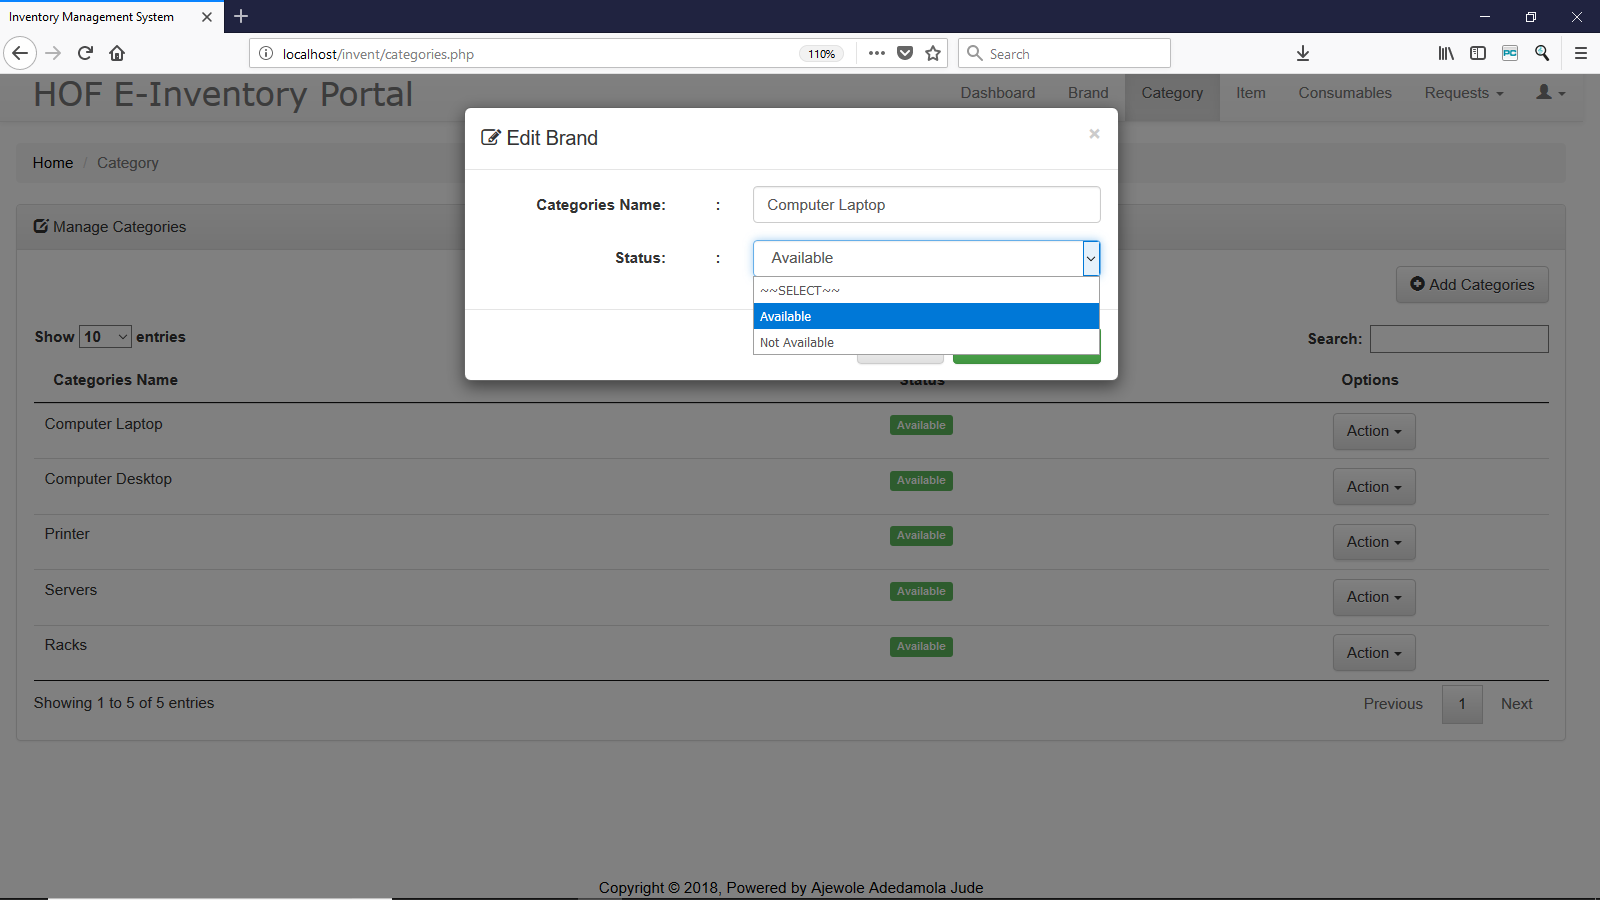 Inventory Management System
localhost/invent/categories.php
110%
Search
HOF E-Inventory Portal
Dashboard
Brand
Category
Item
Consumables
Requests
Edit Brand
×
Home / Category
Categories Name:
:
Computer Laptop
Manage Categories
Status:
:
Available
~~SELECT~~
Available
Not Available
Add Categories
Show 10 entries
Search:
Categories Name
Status
Options
Computer Laptop
Available
Action
Computer Desktop
Available
Action
Printer
Available
Action
Servers
Available
Action
Racks
Available
Action
Showing 1 to 5 of 5 entries
Previous
1
Next
Copyright © 2018, Powered by Ajewole Adedamola Jude